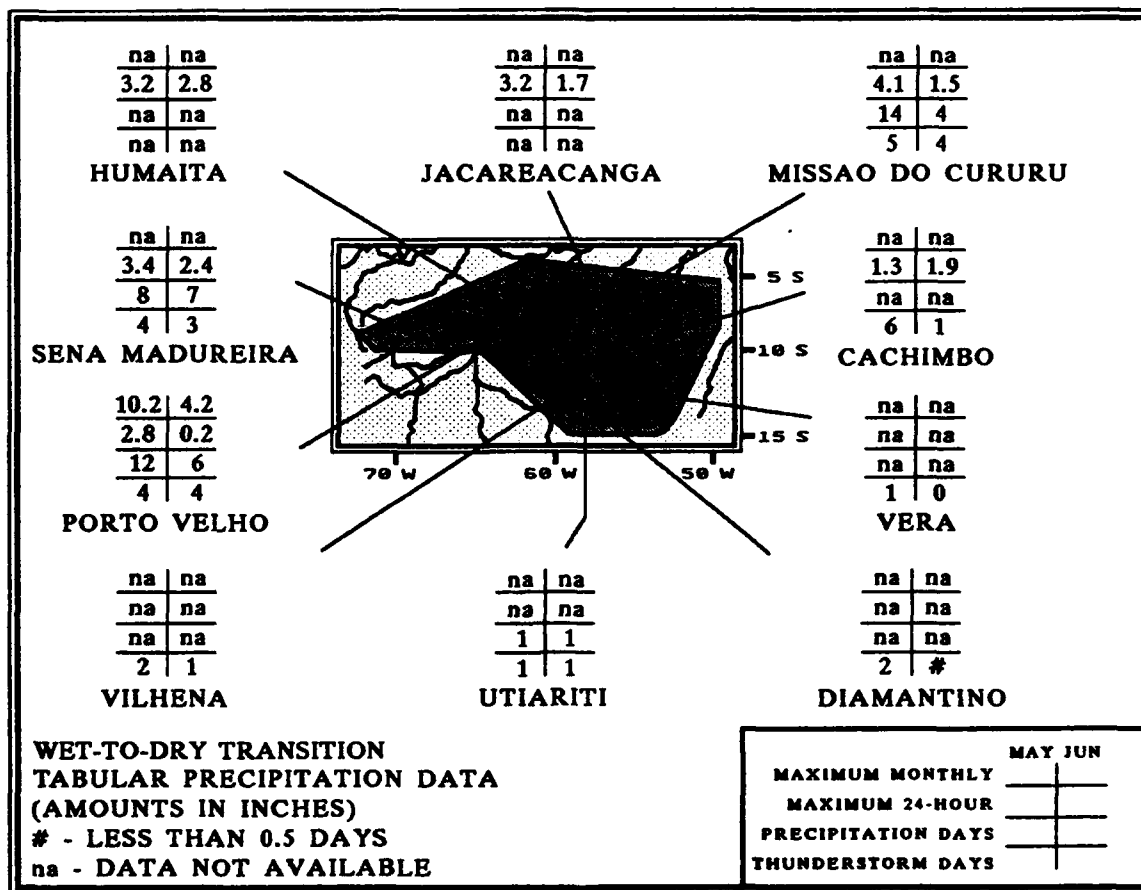 na na
3.2 2.8
na na
na na
HUMAITA
na na
3.2 1.7
na na
na na
JACAREACANGA
na na
4.1 1.5
14 4
5 4
MISSAO DO CURURU
na na
3.4 2.4
8 7
4 3
SENA MADUREIRA
na na
1.3 1.9
na na
6 1
CACHIMBO
5 S
10 S
15 S
70 W 60 W 50 W
10.2 4.2
2.8 0.2
12 6
4 4
PORTO VELHO
na na
na na
na na
1 0
VERA
na na
na na
na na
2 1
VILHENA
na na
na na
1 1
1 1
UTIARITI
na na
na na
na na
2 #
DIAMANTINO
WET-TO-DRY TRANSITION
TABULAR PRECIPITATION DATA
(AMOUNTS IN INCHES)
# - LESS THAN 0.5 DAYS
na - DATA NOT AVAILABLE
MAY JUN
MAXIMUM MONTHLY
MAXIMUM 24-HOUR
PRECIPITATION DAYS
THUNDERSTORM DAYS